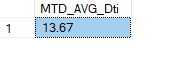 MTD_AVG_Dti
1 13.67